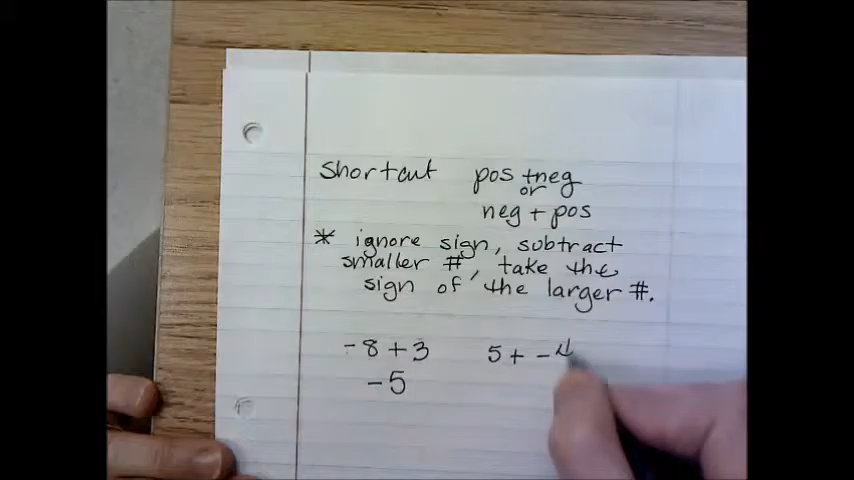 shortcut pos +neg
or
neg + pos
* ignore sign, subtract
smaller #, take the
sign of the larger #.
-8 +3 5 + -4
-5